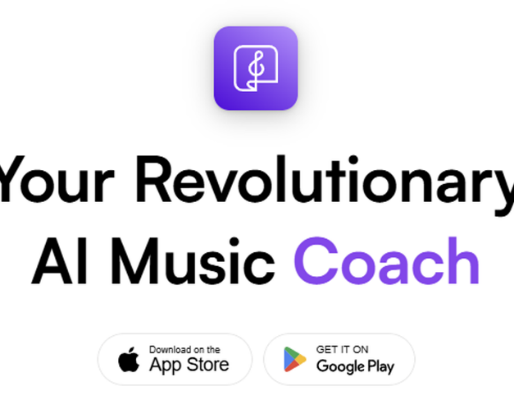 Your Revolutionary
AI Music Coach
Download on the
App Store
GET IT ON
Google Play